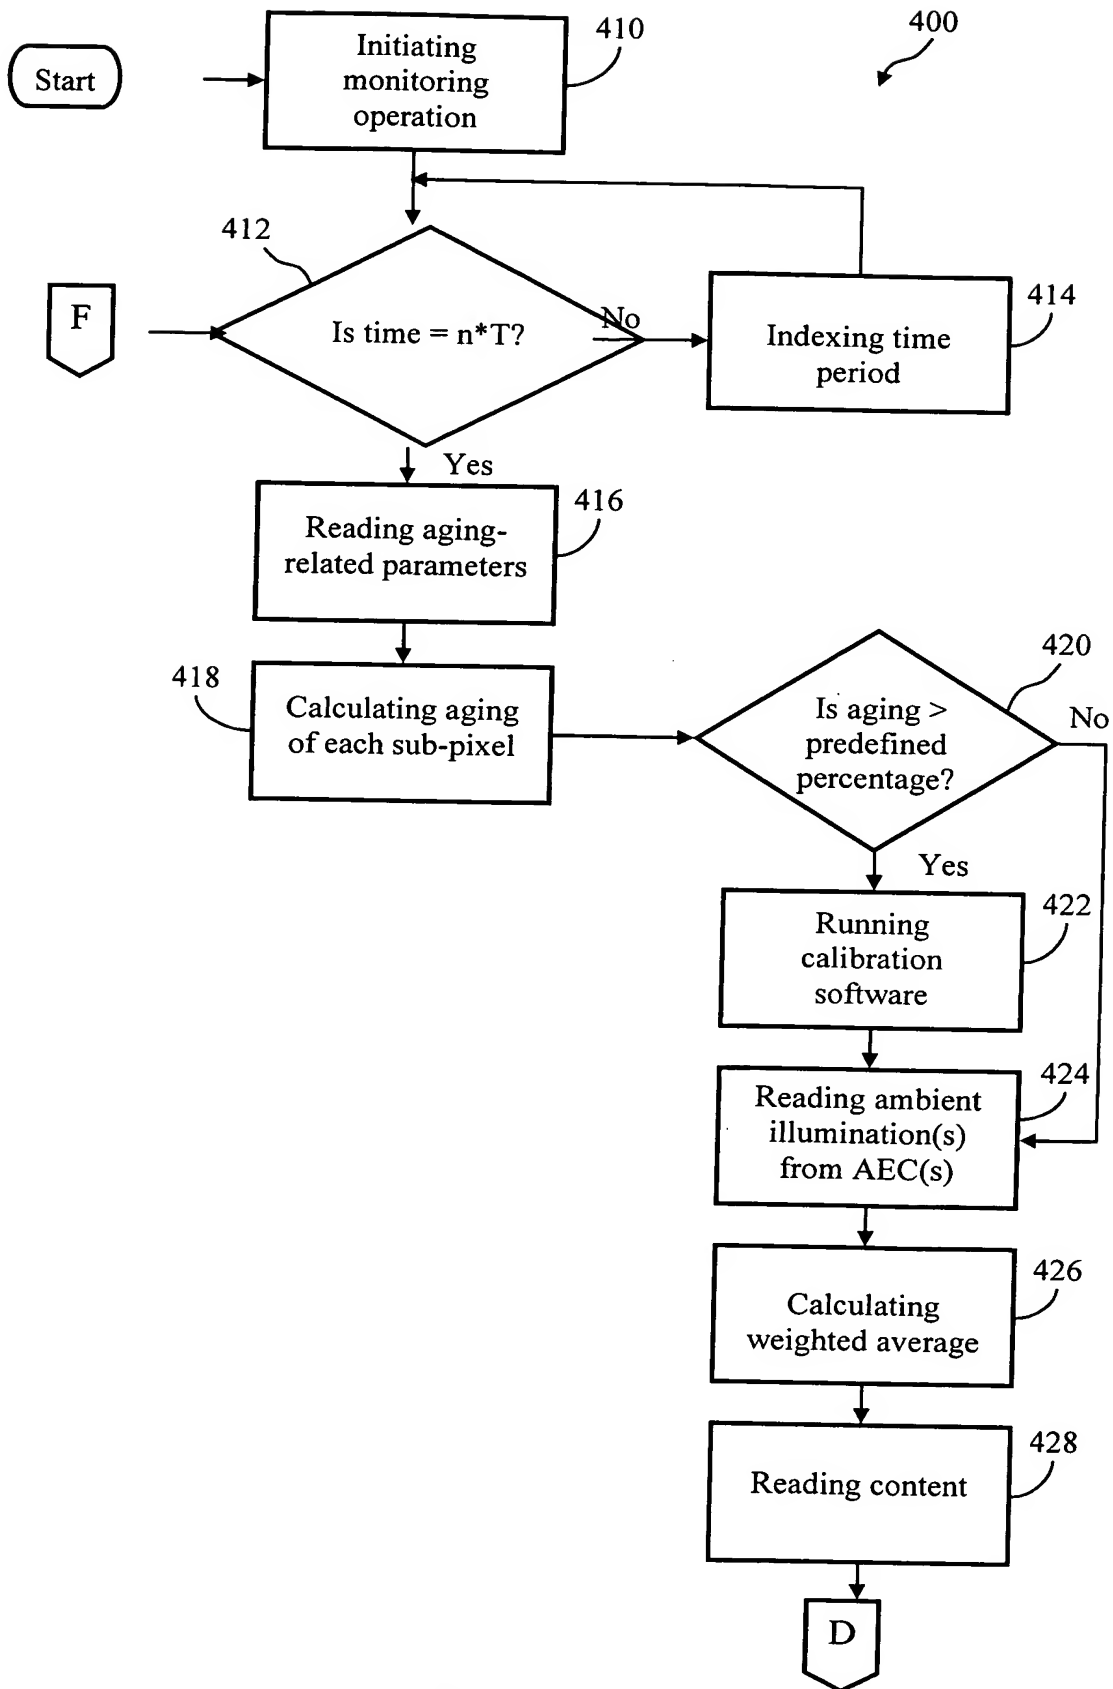 Start
Initiating
monitoring
operation
410
400
412
F
Is time = n*T?
No
Indexing time
period
414
Yes
Reading aging-
related parameters
416
418
Calculating aging
of each sub-pixel
Is aging >
predefined
percentage?
420
No
Yes
Running
calibration
software
422
Reading ambient
illumination(s)
from AEC(s)
424
Calculating
weighted average
426
Reading content
428
D